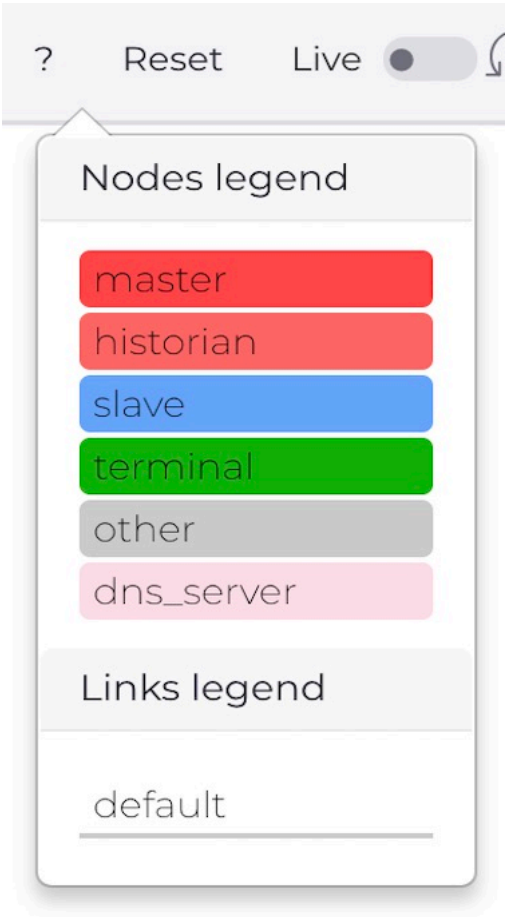 ? Reset Live
Nodes legend
master
historian
slave
terminal
other
dns_server
Links legend
default